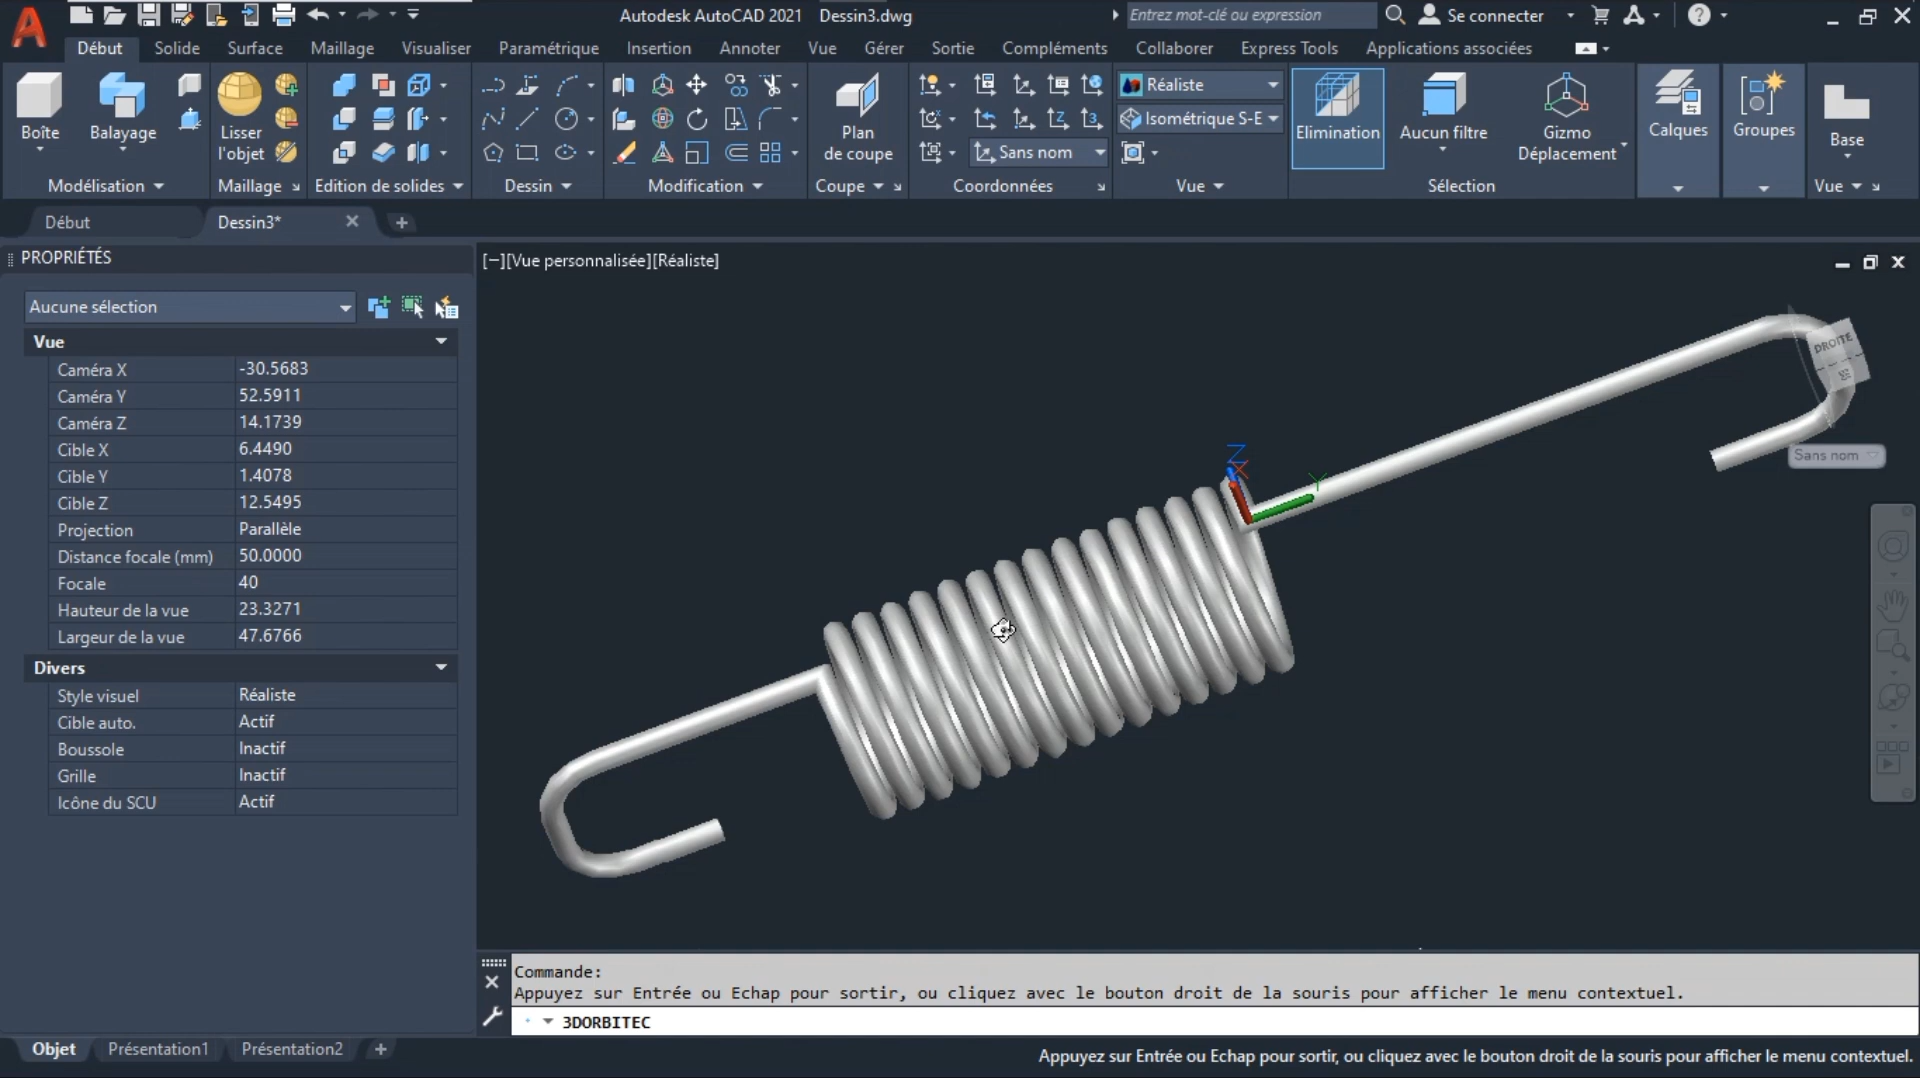 Autodesk AutoCAD 2021 Dessin3.dwg
Entrez mot-clé ou expression
Se connecter
Début Solide Surface Maillage Visualiser Paramétrique Insertion Annoter Vue Gérer Sortie Compléments Collaborer Express Tools Applications associées
Boîte
Balayage
Modélisation
Lisser
l'objet
Maillage
Edition de solides
Dessin
Modification
Plan
de coupe
Coupe
Sans nom
Coordonnées
Réaliste
Isométrique S-E
Vue
Elimination
Aucun filtre
Gizmo
Déplacement
Sélection
Calques
Groupes
Base
Vue
Début
Dessin3*
PROPRIÉTÉS
Aucune sélection
Vue
Caméra X -30.5683
Caméra Y 52.5911
Caméra Z 14.1739
Cible X 6.4490
Cible Y 1.4078
Cible Z 12.5495
Projection Parallèle
Distance focale (mm) 50.0000
Focale 40
Hauteur de la vue 23.3271
Largeur de la vue 47.6766
Divers
Style visuel Réaliste
Cible auto. Actif
Boussole Inactif
Grille Inactif
Icône du SCU Actif
[−][Vue personnalisée][Réaliste]
DROITE
Z
X
Y
Sans nom
Commande:
Appuyez sur Entrée ou Echap pour sortir, ou cliquez avec le bouton droit de la souris pour afficher le menu contextuel.
3DORBITEC
Objet Présentation1 Présentation2 +
Appuyez sur Entrée ou Echap pour sortir, ou cliquez avec le bouton droit de la souris pour afficher le menu contextuel.